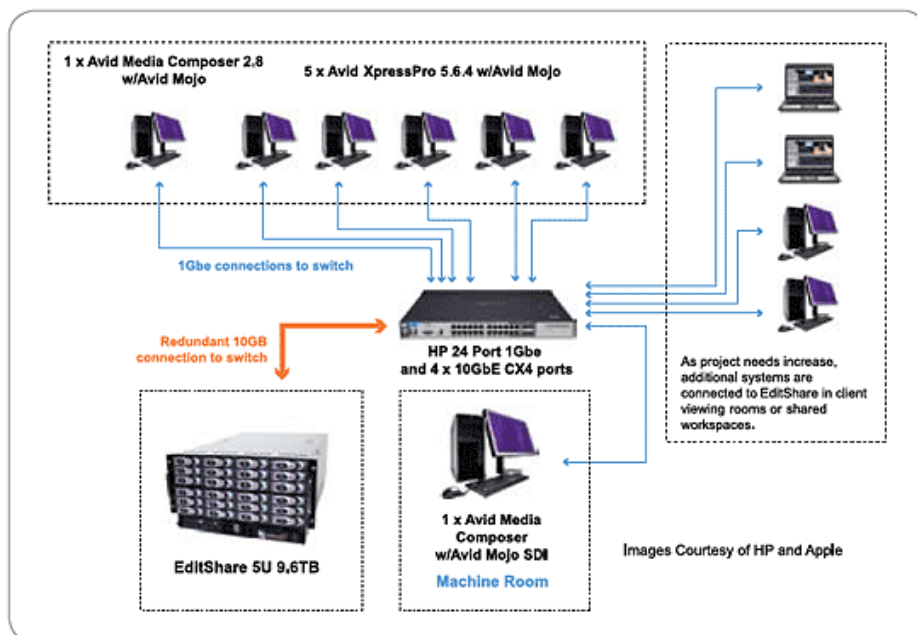 1 x Avid Media Composer 2.8
w/Avid Mojo
5 x Avid XpressPro 5.6.4 w/Avid Mojo
1Gbe connections to switch
Redundant 10GB
connection to switch
HP 24 Port 1Gbe
and 4 x 10GbE CX4 ports
As project needs increase,
additional systems are
connected to EditShare in client
viewing rooms or shared
workspaces.
EditShare 5U 9.6TB
1 x Avid Media
Composer
w/Avid Mojo SDI
Machine Room
Images Courtesy of HP and Apple